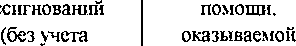 ссигнований помощи,
(без учета оказываемой